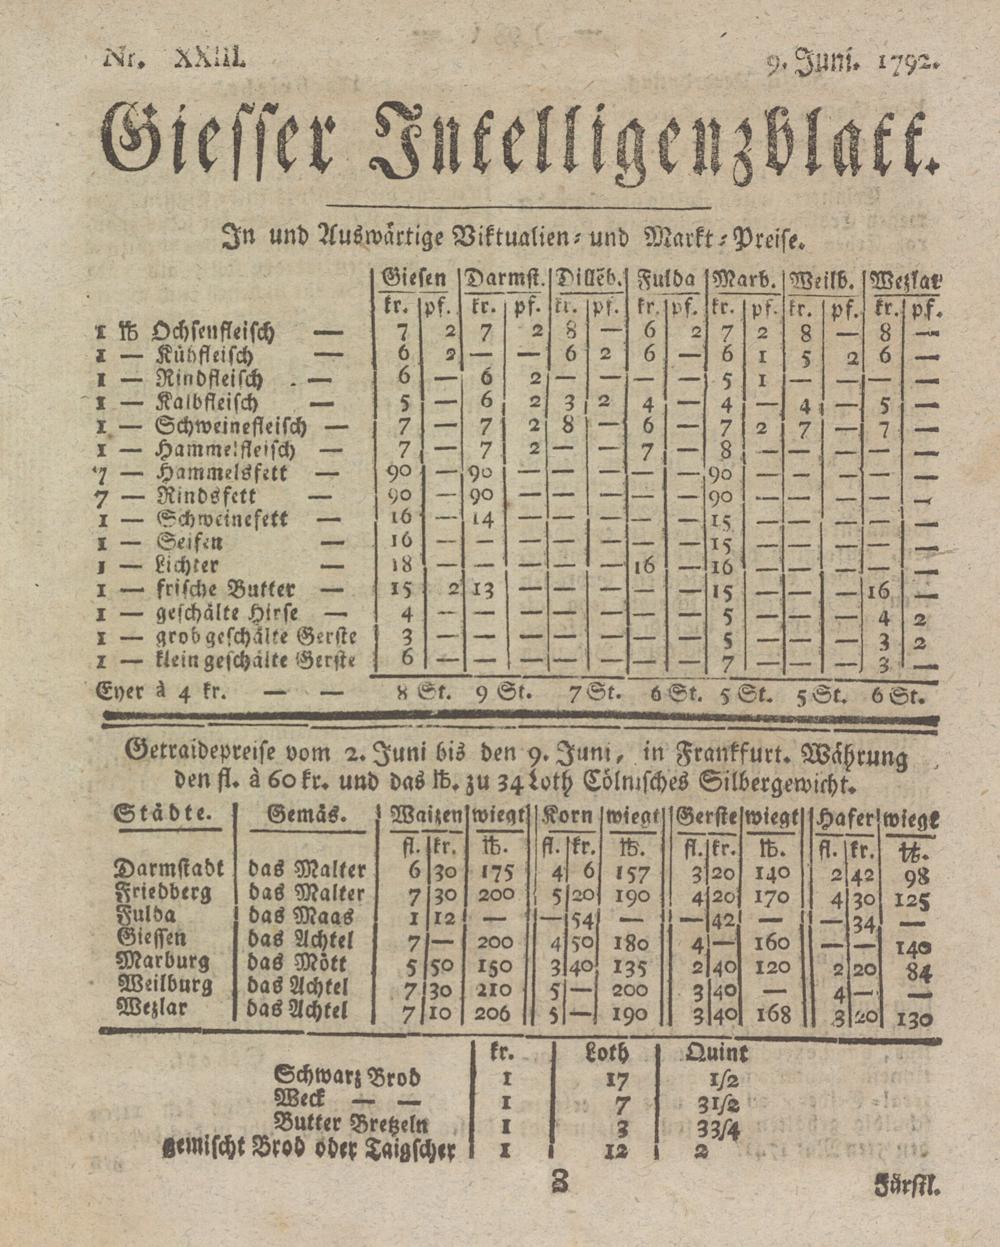 Nr. XXIII. 9. Juni. 1792.
Giesser Intelligenzblatt.
In und Auswärtige Viktualien- und Markt-Preise.
Giesen Darmst. Dilleb. Fulda Marb. Weilb. Wezlar
kr. pf. kr. pf. kr. pf. kr. pf. kr. pf. kr. pf. kr. pf.
1 ℔ Ochsenfleisch — 7 2 7 2 8 — 6 2 7 2 8 — 8 —
1 — Kühfleisch — 6 2 — — 6 2 6 — 6 1 5 2 6 —
1 — Rindfleisch — 6 — 6 2 — — — — 5 1 — — — —
1 — Kalbfleisch — 5 — 6 2 3 2 4 — 4 — 4 — 5 —
1 — Schweinefleisch — 7 — 7 2 8 — 6 — 7 2 7 — 7 —
1 — Hammelfleisch — 7 — 7 2 — — 7 — 8 — — — — —
7 — Hammelsfett — 90 — 90 — — — — — 90 — — — — —
7 — Rindsfett — 90 — 90 — — — — — 90 — — — — —
1 — Schweinefett — 16 — 14 — — — — — 15 — — — — —
1 — Seifen — 16 — — — — — — — 15 — — — — —
1 — Lichter — 18 — — — — — 16 — 16 — — — — —
1 — frische Butter — 15 2 13 — — — — — 15 — — — 16 —
1 — geschälte Hirse — 4 — — — — — — — 5 — — — 4 2
1 — grob geschälte Gerste 3 — — — — — — — 5 — — — 3 2
1 — klein geschälte Gerste 6 — — — — — — — 7 — — — 3 —
Eyer à 4 kr. — — 8 St. 9 St. 7 St. 6 St. 5 St. 5 St. 6 St.
Getraidepreise vom 2. Juni bis den 9. Juni, in Frankfurt. Währung
den fl. à 60 kr. und das ℔. zu 34 Loth Cölnisches Silbergewicht.
Städte. Gemäs. Waizen wiegt Korn wiegt Gerste wiegt Hafer wiegt
fl. kr. ℔. fl. kr. ℔. fl. kr. ℔. fl. kr. ℔.
Darmstadt das Malter 6 30 175 4 6 157 3 20 140 2 42 98
Friedberg das Malter 7 30 200 5 20 190 4 20 170 4 30 125
Fulda das Maas 1 12 — — 54 — — 42 — — 34 —
Giessen das Achtel 7 — 200 4 50 180 4 — 160 — — 140
Marburg das Mött 5 50 150 3 40 135 2 40 120 2 20 84
Weilburg das Achtel 7 30 210 5 — 200 3 40 — 4 — —
Wezlar das Achtel 7 10 206 5 — 190 3 40 168 3 20 130
kr. Loth Quint
Schwarz Brod 1 17 1/2
Weck — — 1 7 31/2
Butter Bretzeln 1 3 33/4
gemischt Brod oder Taigscher 1 12 2
3 Fürstl.